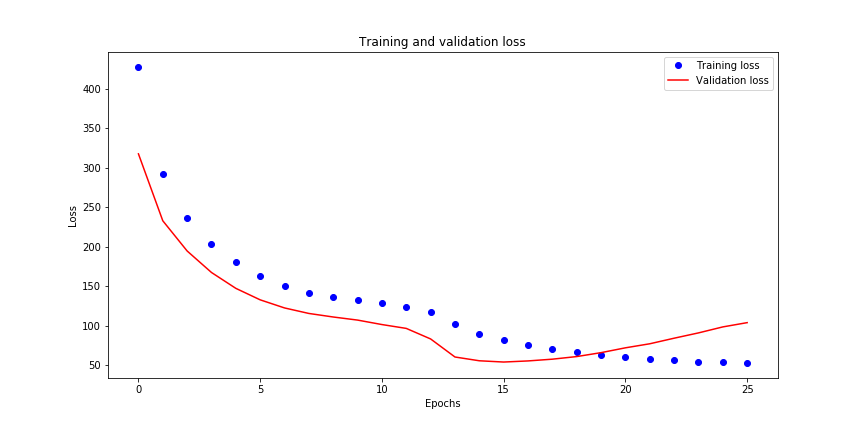 Training and validation loss
Training loss
Validation loss
Loss
400
350
300
250
200
150
100
50
0 5 10 15 20 25
Epochs